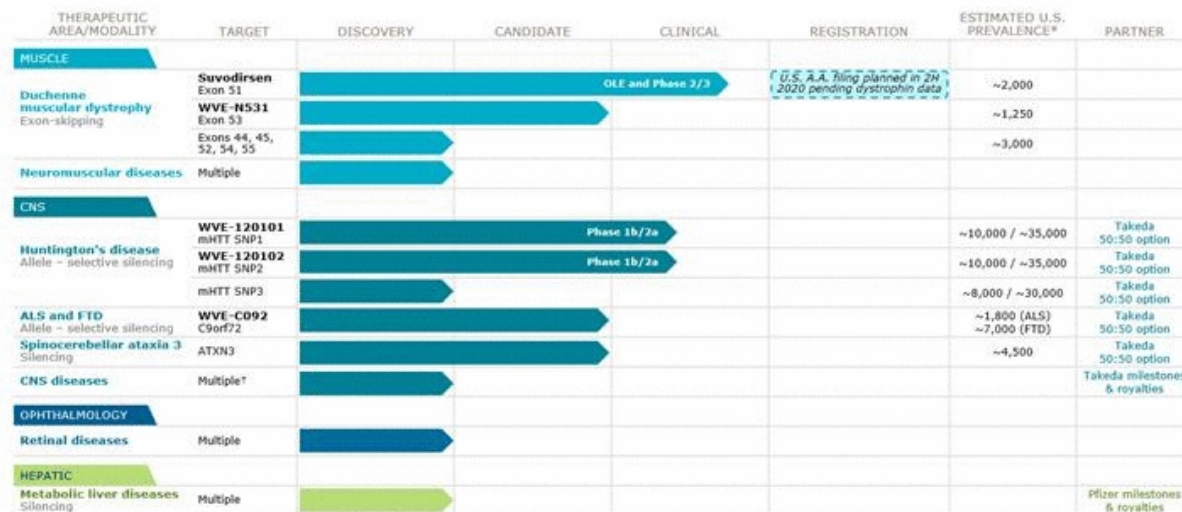 THERAPEUTIC AREA/MODALITY
TARGET
DISCOVERY
CANDIDATE
CLINICAL
REGISTRATION
ESTIMATED U.S. PREVALENCE*
PARTNER
MUSCLE
Duchenne
muscular dystrophy
Exon-skipping
Suvodirsen
Exon 51
OLE and Phase 2/3
U.S. A.A. filing planned in 2H
2020 pending dystrophin data
~2,000
WVE-N531
Exon 53
~1,250
Exons 44, 45,
52, 54, 55
~3,000
Neuromuscular diseases
Multiple
CNS
Huntington's disease
Allele – selective silencing
WVE-120101
mHTT SNP1
Phase 1b/2a
~10,000 / ~35,000
Takeda
50:50 option
WVE-120102
mHTT SNP2
Phase 1b/2a
~10,000 / ~35,000
Takeda
50:50 option
mHTT SNP3
~8,000 / ~30,000
Takeda
50:50 option
ALS and FTD
Allele – selective silencing
WVE-C092
C9orf72
~1,800 (ALS)
~7,000 (FTD)
Takeda
50:50 option
Spinocerebellar ataxia 3
Silencing
ATXN3
~4,500
Takeda
50:50 option
CNS diseases
Multiple†
Takeda milestones
& royalties
OPHTHALMOLOGY
Retinal diseases
Multiple
HEPATIC
Metabolic liver diseases
Silencing
Multiple
Pfizer milestones
& royalties